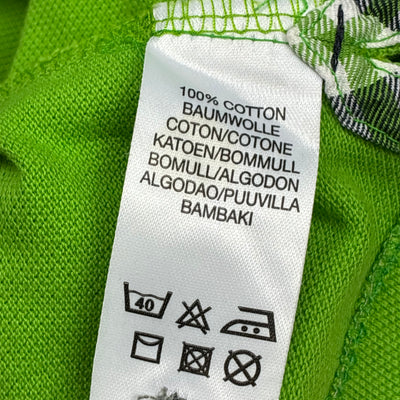 100% COTTON
BAUMWOLLE
COTON/COTONE
KATOEN/BOMMULL
BOMULL/ALGODON
ALGODAO/PUUVILLA
BAMBAKI
40